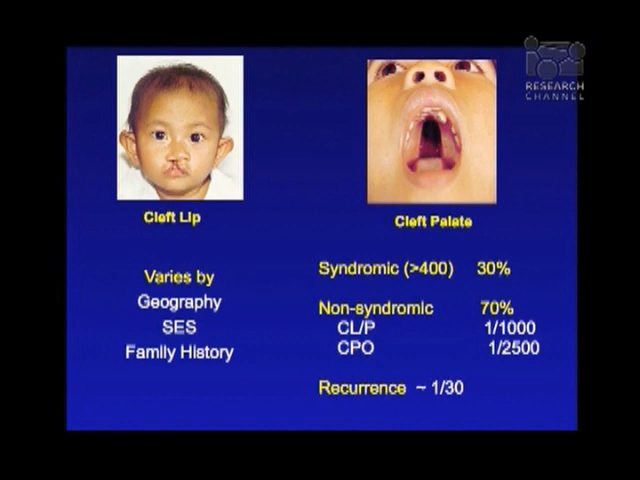 RESEARCH
CHANNEL
Cleft Lip
Cleft Palate
Varies by
Geography
SES
Family History
Syndromic (>400) 30%
Non-syndromic 70%
CL/P 1/1000
CPO 1/2500
Recurrence ~ 1/30